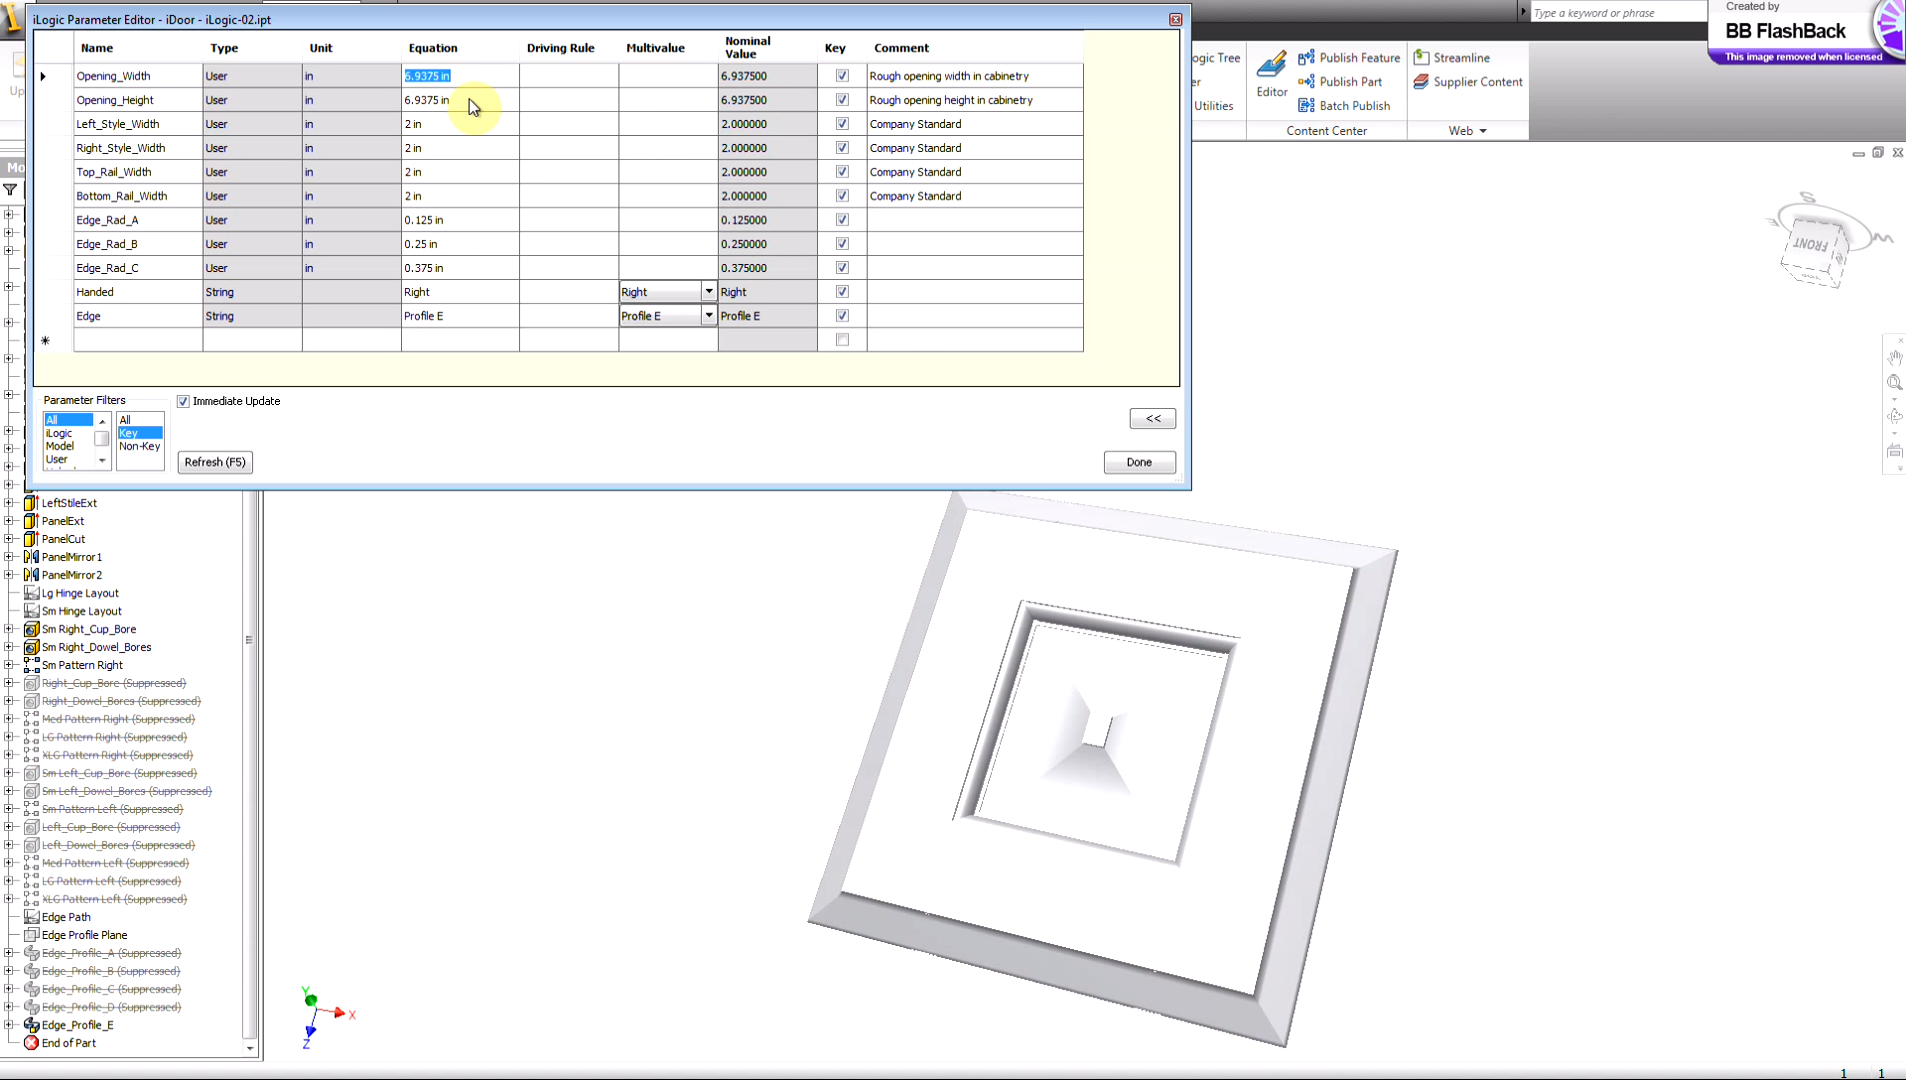 iLogic Parameter Editor - iDoor - iLogic-02.ipt
Created by
BB FlashBack
This image removed when licensed
Type a keyword or phrase
Name Type Unit Equation Driving Rule Multivalue Nominal Value Key Comment
Opening_Width User in 6.9375 in 6.937500 Rough opening width in cabinetry
Opening_Height User in 6.9375 in 6.937500 Rough opening height in cabinetry
Left_Style_Width User in 2 in 2.000000 Company Standard
Right_Style_Width User in 2 in 2.000000 Company Standard
Top_Rail_Width User in 2 in 2.000000 Company Standard
Bottom_Rail_Width User in 2 in 2.000000 Company Standard
Edge_Rad_A User in 0.125 in 0.125000
Edge_Rad_B User in 0.25 in 0.250000
Edge_Rad_C User in 0.375 in 0.375000
Handed String Right Right Right
Edge String Profile E Profile E Profile E
Parameter Filters
All
iLogic
Model
User
All
Key
Non-Key
Immediate Update
Refresh (F5)
<<
Done
ogic Tree
er
Utilities
Editor
Publish Feature
Publish Part
Batch Publish
Content Center
Streamline
Supplier Content
Web
Up
Mo
FRONT
S
LeftStileExt
PanelExt
PanelCut
PanelMirror1
PanelMirror2
Lg Hinge Layout
Sm Hinge Layout
Sm Right_Cup_Bore
Sm Right_Dowel_Bores
Sm Pattern Right
Right_Cup_Bore (Suppressed)
Right_Dowel_Bores (Suppressed)
Med Pattern Right (Suppressed)
LG Pattern Right (Suppressed)
XLG Pattern Right (Suppressed)
Sm Left_Cup_Bore (Suppressed)
Sm Left_Dowel_Bores (Suppressed)
Sm Pattern Left (Suppressed)
Left_Cup_Bore (Suppressed)
Left_Dowel_Bores (Suppressed)
Med Pattern Left (Suppressed)
LG Pattern Left (Suppressed)
XLG Pattern Left (Suppressed)
Edge Path
Edge Profile Plane
Edge_Profile_A (Suppressed)
Edge_Profile_B (Suppressed)
Edge_Profile_C (Suppressed)
Edge_Profile_D (Suppressed)
Edge_Profile_E
End of Part
Y
X
Z
1 1